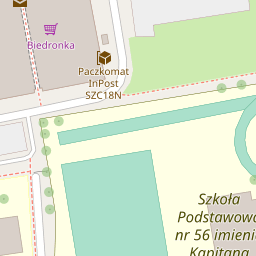 Biedronka
Paczkomat
InPost
SZC18N
Szkoła
Podstawowa
nr 56 imienia
Kapitana